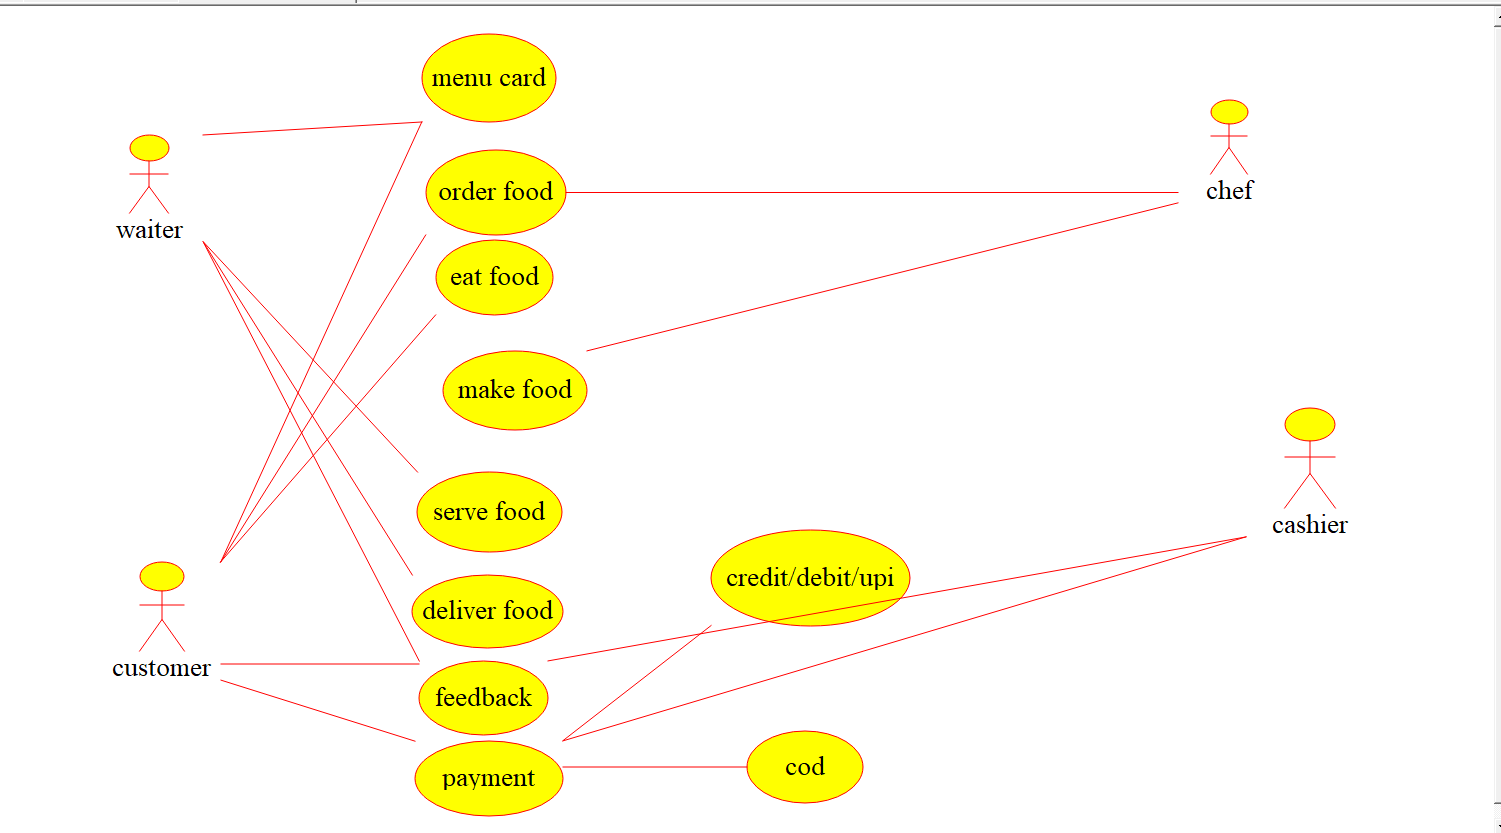 menu card
order food
chef
waiter
eat food
make food
serve food
cashier
credit/debit/upi
deliver food
customer
feedback
payment
cod